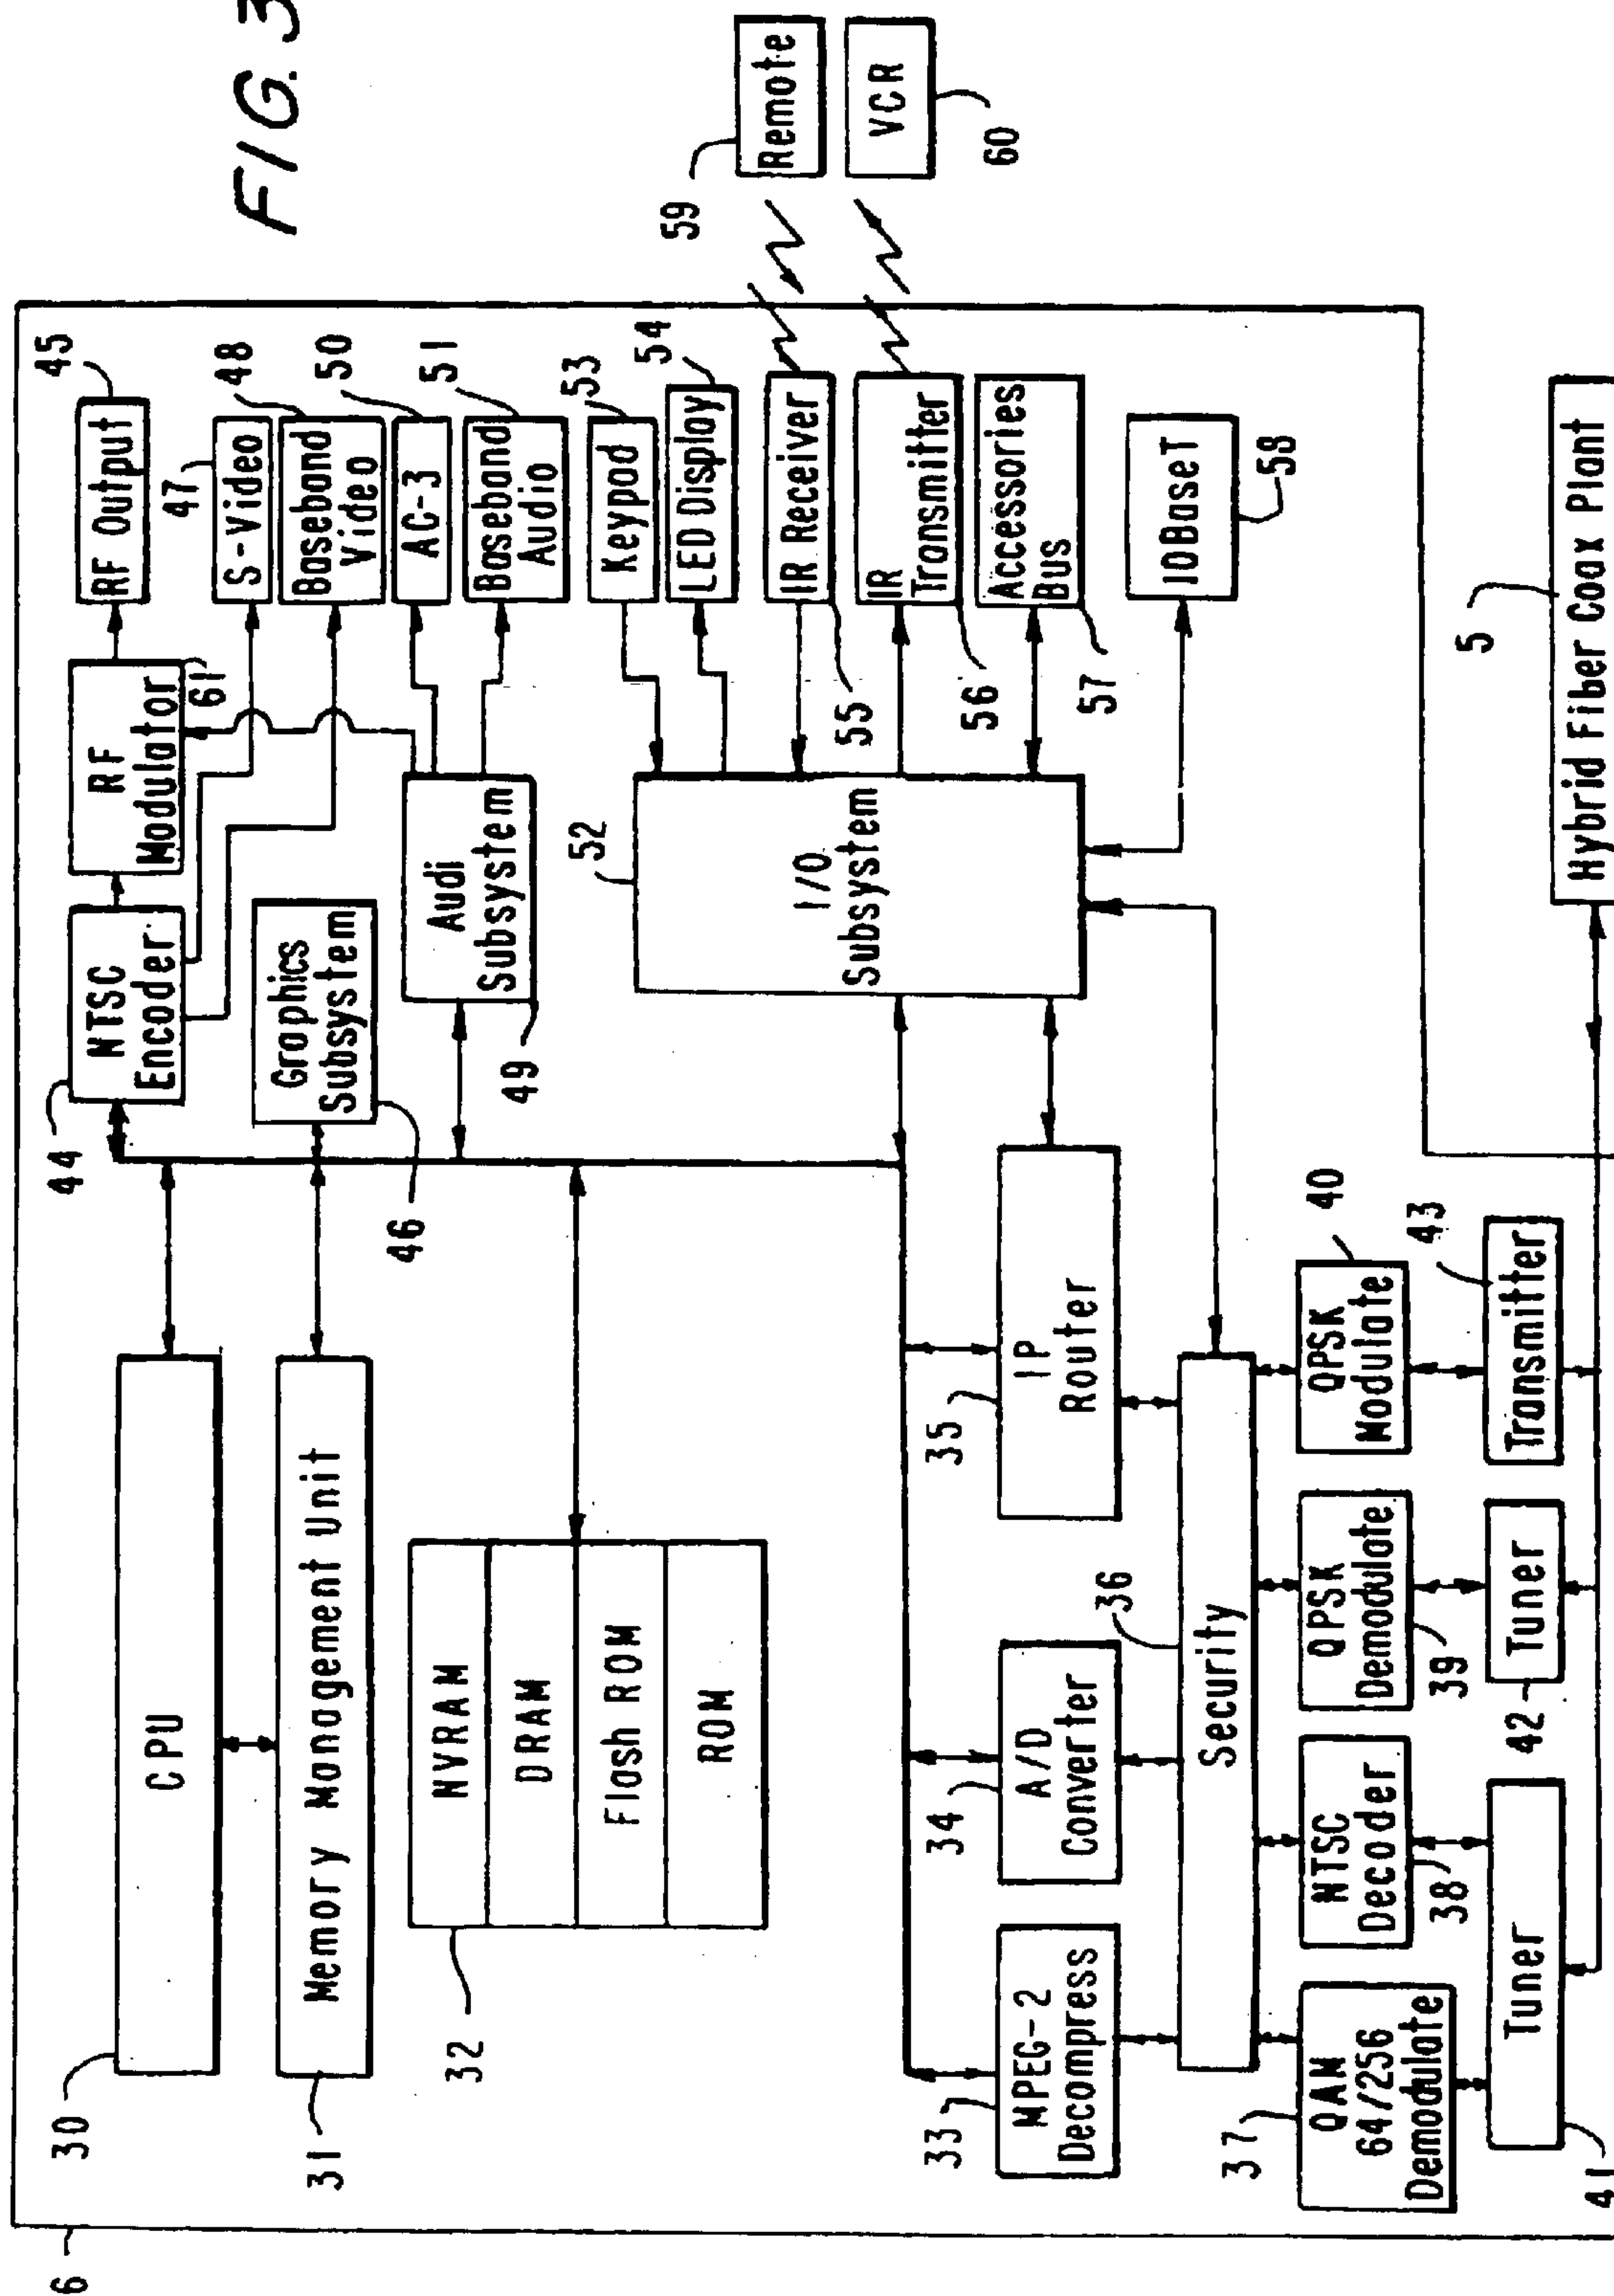 FIG. 3
6
30
CPU
31
Memory Management Unit
32
NVRAM
DRAM
Flash ROM
ROM
44
NTSC
Encoder
RF
Modulator
61
RF Output
45
47
S-Video
48
Baseband
Video
50
AC-3
51
Baseband
Audio
46
Graphics
Subsystem
49
Audi
Subsystem
52
I/O
Subsystem
53
Keypad
54
LED Display
55
IR Receiver
56
IR
Transmitter
57
Accessories
Bus
58
10BaseT
59
Remote
60
VCR
33
MPEG-2
Decompress
34
A/D
Converter
35
IP
Router
36
Security
37
QAM
64/256
Demodulate
38
NTSC
Decoder
39
QPSK
Demodulate
40
QPSK
Modulate
41
Tuner
42
Tuner
43
Transmitter
5
Hybrid Fiber Coax Plant